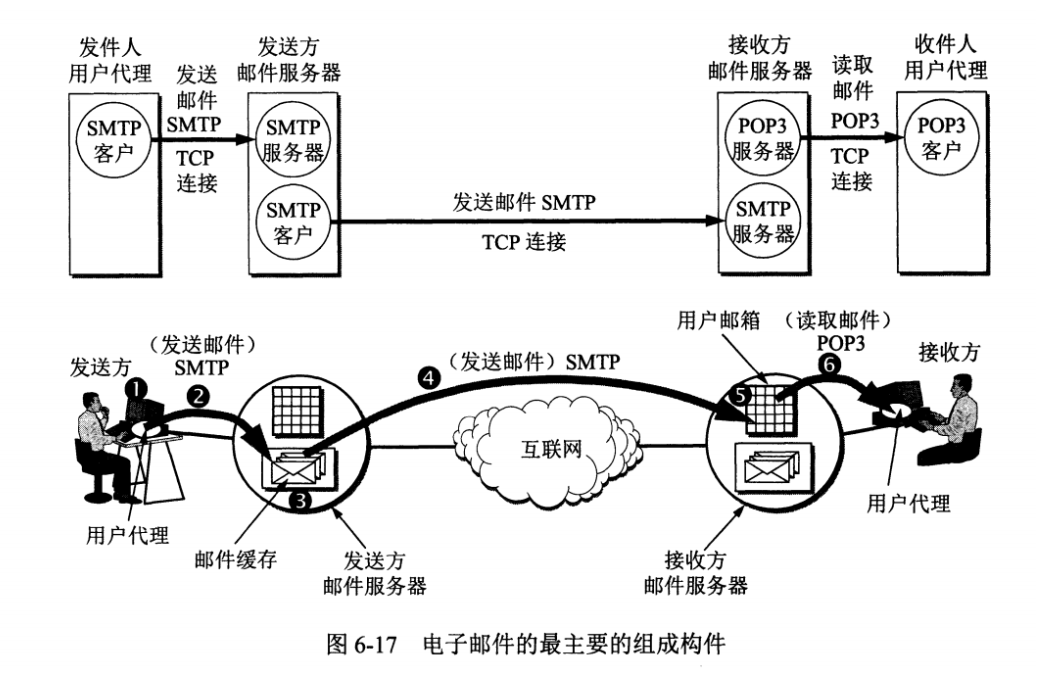 发件人
用户代理
发送
邮件
SMTP
TCP
连接
发送方
邮件服务器
接收方
邮件服务器
读取
邮件
POP3
TCP
连接
收件人
用户代理
SMTP
客户
SMTP
服务器
POP3
服务器
POP3
客户
SMTP
客户
发送邮件 SMTP
TCP 连接
SMTP
服务器
发送方
(发送邮件)
SMTP
❶
❷
❹
(发送邮件)SMTP
用户邮箱
(读取邮件)
POP3
❺
❻
接收方
互联网
❸
用户代理
邮件缓存
发送方
邮件服务器
接收方
邮件服务器
用户代理
图 6-17 电子邮件的最主要的组成构件